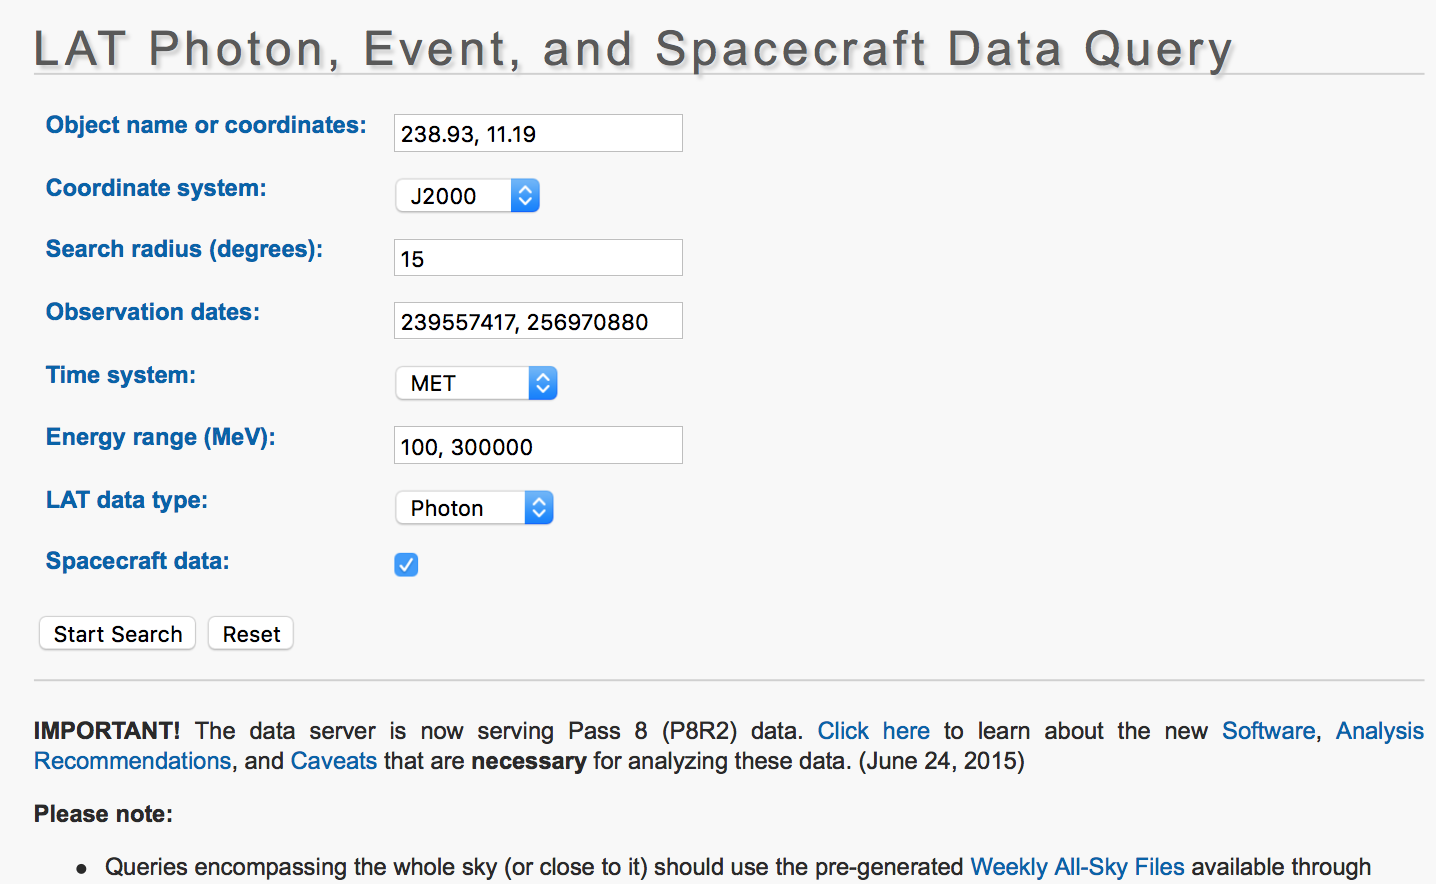 LAT Photon, Event, and Spacecraft Data Query
Object name or coordinates: 238.93, 11.19
Coordinate system: J2000
Search radius (degrees): 15
Observation dates: 239557417, 256970880
Time system: MET
Energy range (MeV): 100, 300000
LAT data type: Photon
Spacecraft data:
Start Search Reset
IMPORTANT! The data server is now serving Pass 8 (P8R2) data. Click here to learn about the new Software, Analysis
Recommendations, and Caveats that are necessary for analyzing these data. (June 24, 2015)
Please note:
• Queries encompassing the whole sky (or close to it) should use the pre-generated Weekly All-Sky Files available through